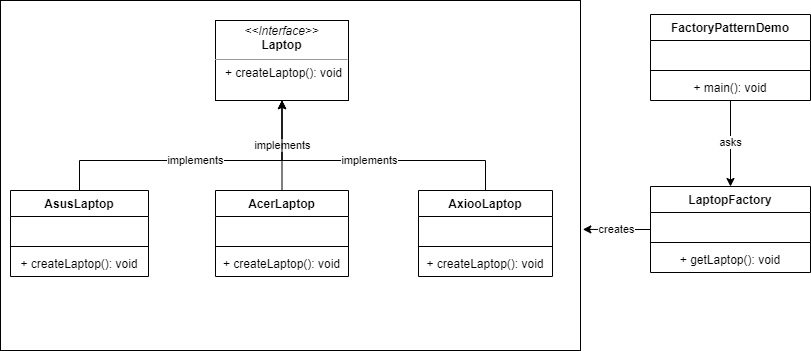 <<Interface>>
Laptop
+ createLaptop(): void
implements
implements
implements
AsusLaptop
+ createLaptop(): void
AcerLaptop
+ createLaptop(): void
AxiooLaptop
+ createLaptop(): void
FactoryPatternDemo
+ main(): void
asks
LaptopFactory
+ getLaptop(): void
creates